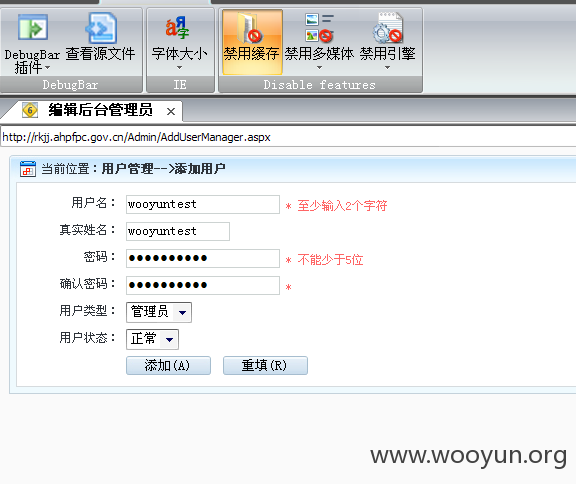 DebugBar 查看源文件 字体大小 禁用缓存 禁用多媒体 禁用引擎
插件
DebugBar IE Disable features
6 编辑后台管理员 ×
http://rkjj.ahpfpc.gov.cn/Admin/AddUserManager.aspx
当前位置：用户管理-->添加用户
用户名： wooyuntest * 至少输入2个字符
真实姓名： wooyuntest
密码： ●●●●●●●●●● * 不能少于5位
确认密码： ●●●●●●●●●● *
用户类型： 管理员
用户状态： 正常
添加(A) 重填(R)
www.wooyun.org